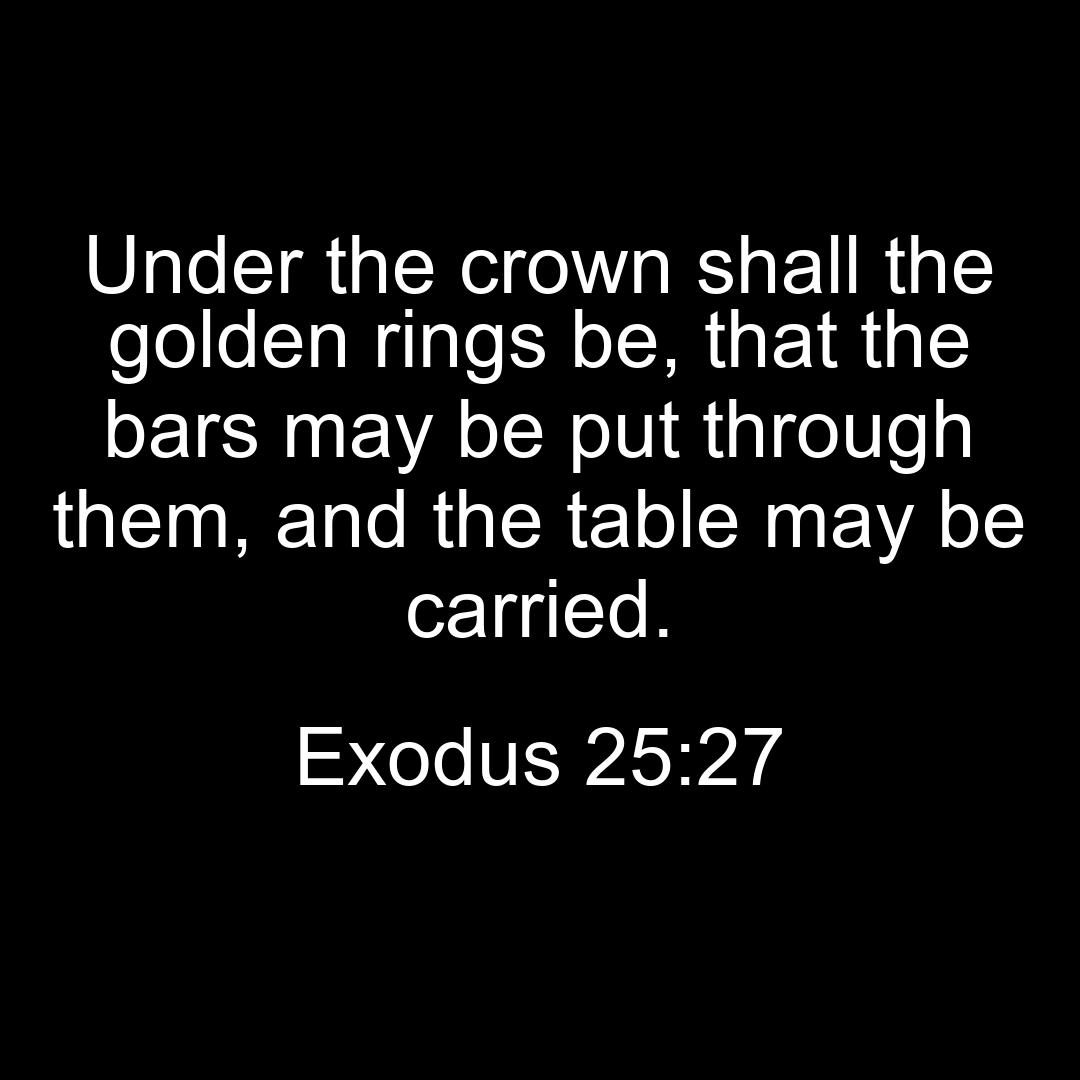 Under the crown shall the
golden rings be, that the
bars may be put through
them, and the table may be
carried.
Exodus 25:27